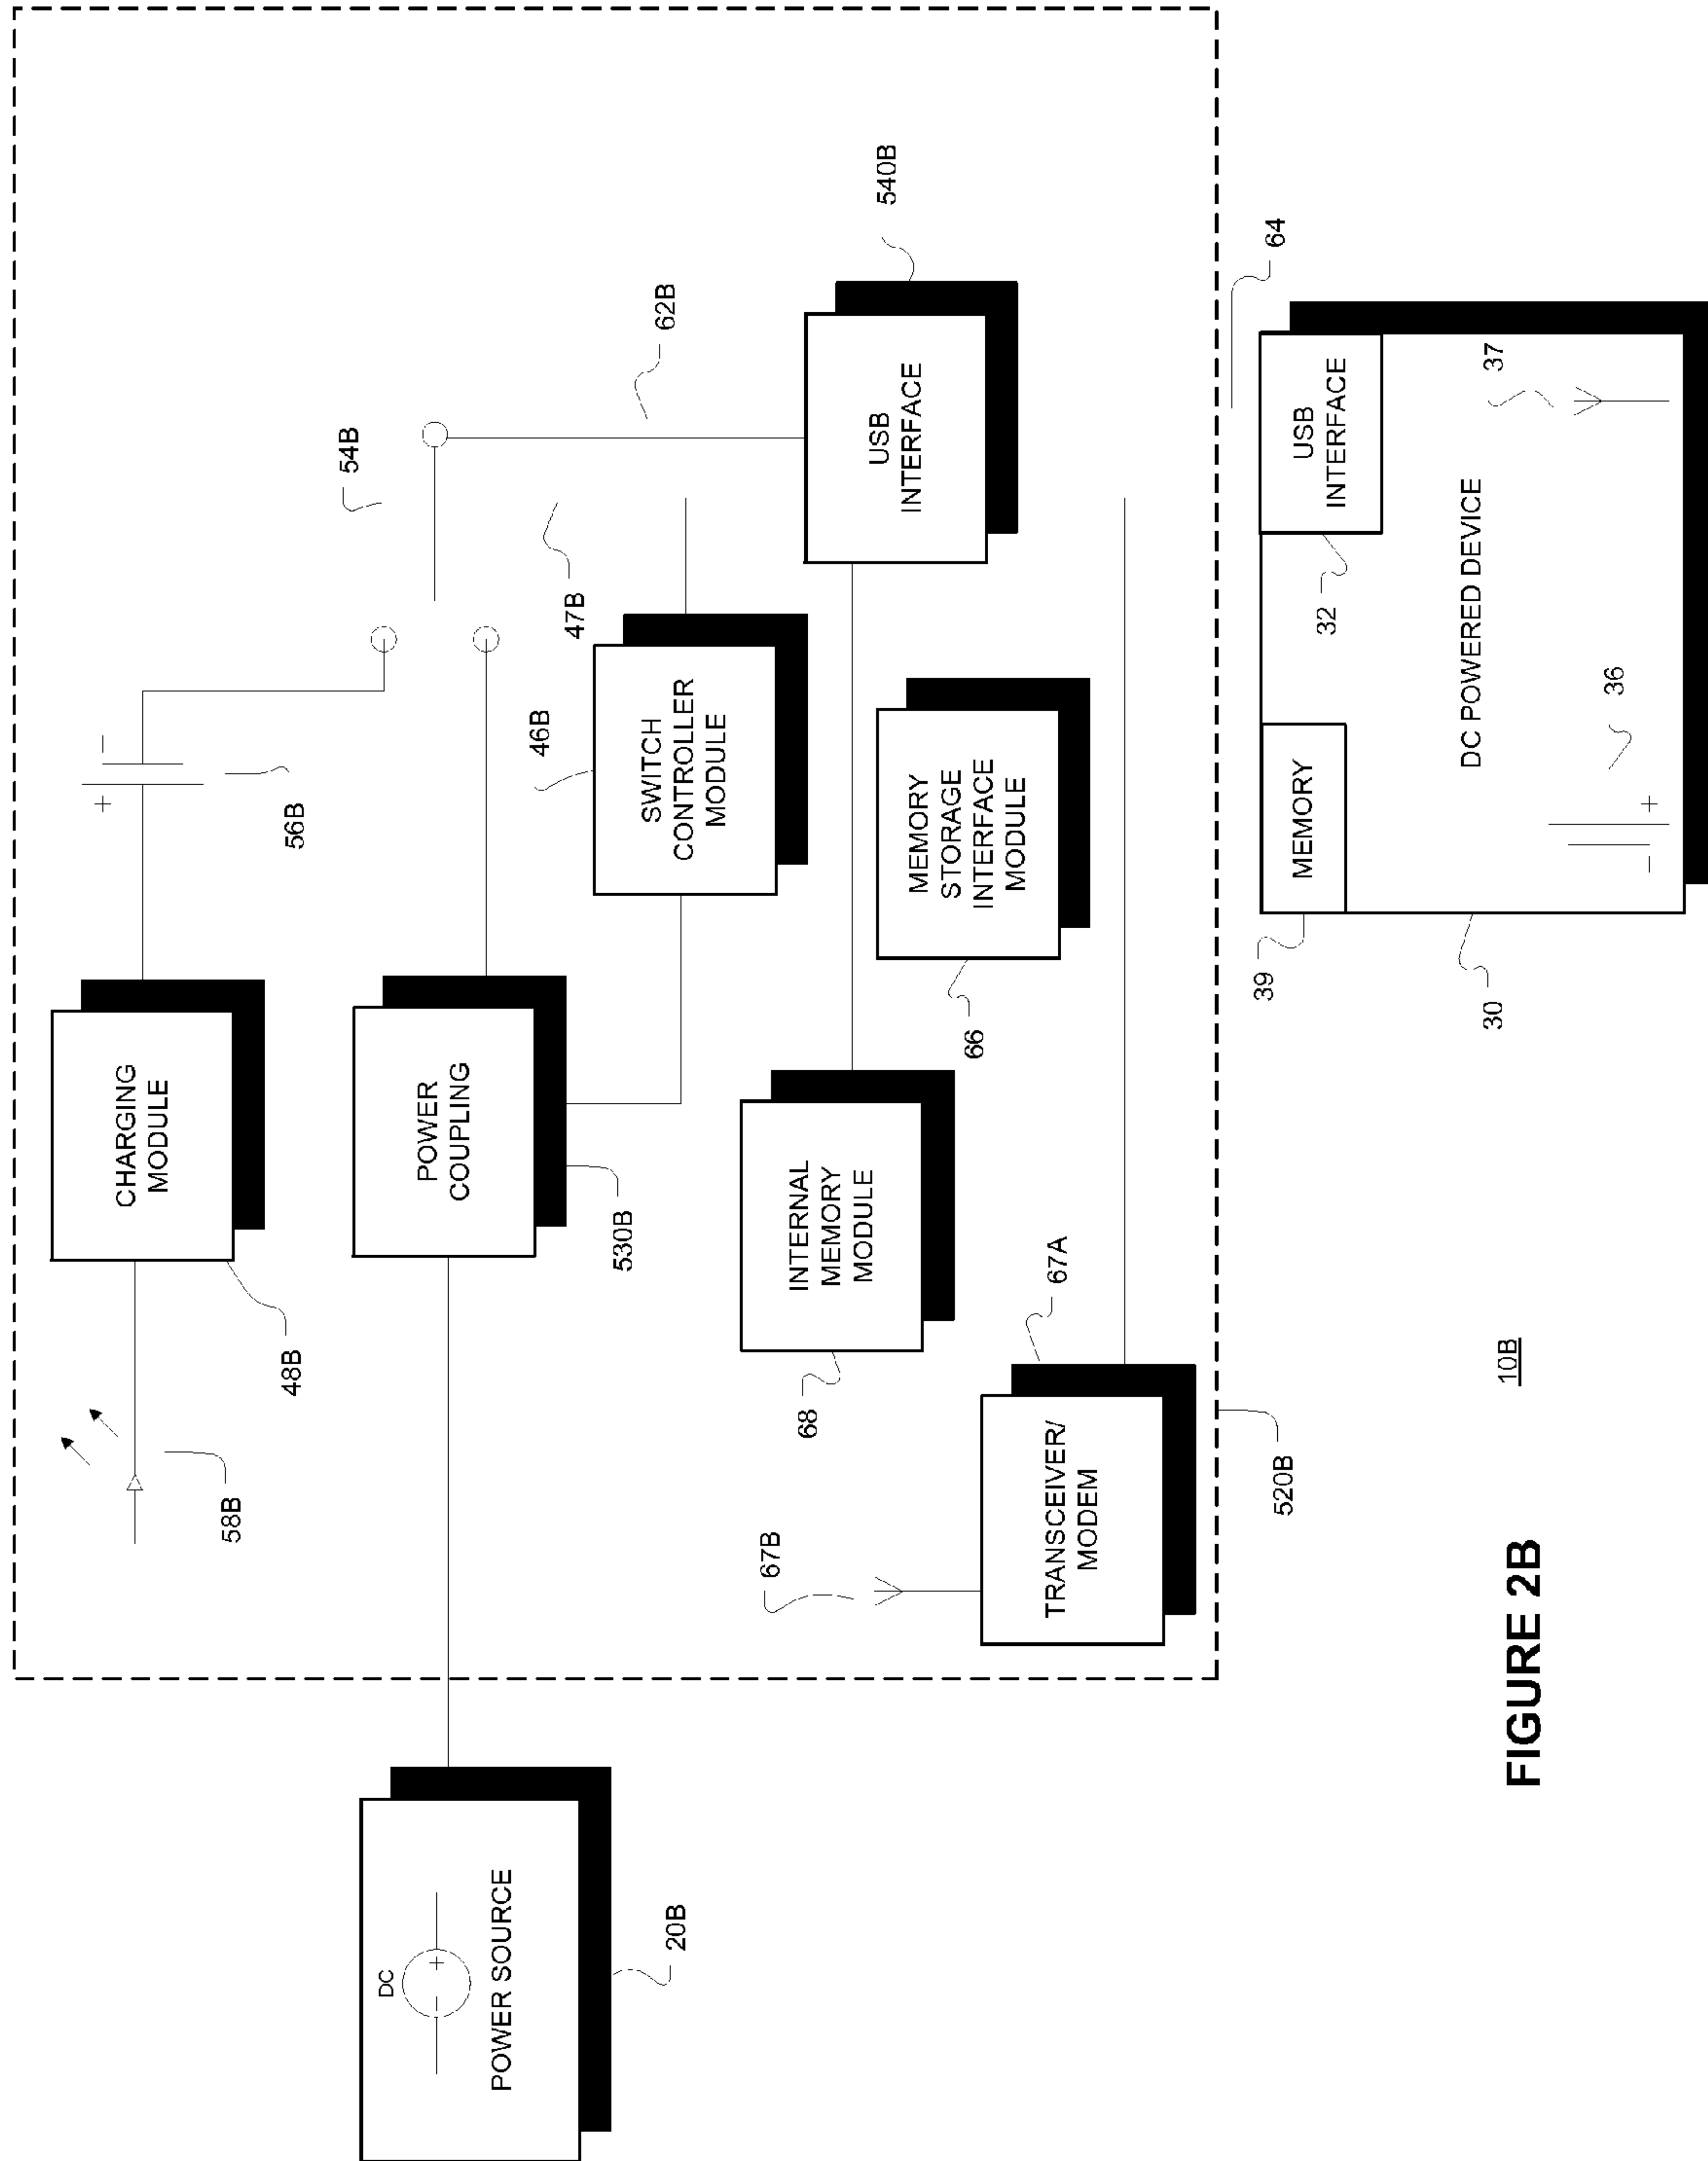 58B
48B
CHARGING
MODULE
+
−
56B
54B
DC
−
+
POWER SOURCE
20B
POWER
COUPLING
530B
46B
SWITCH
CONTROLLER
MODULE
47B
62B
67B
TRANSCEIVER/
MODEM
67A
68
INTERNAL
MEMORY
MODULE
66
MEMORY
STORAGE
INTERFACE
MODULE
USB
INTERFACE
540B
520B
64
39
MEMORY
32
USB
INTERFACE
30
DC POWERED DEVICE
36
37
−
+
10B
FIGURE 2B